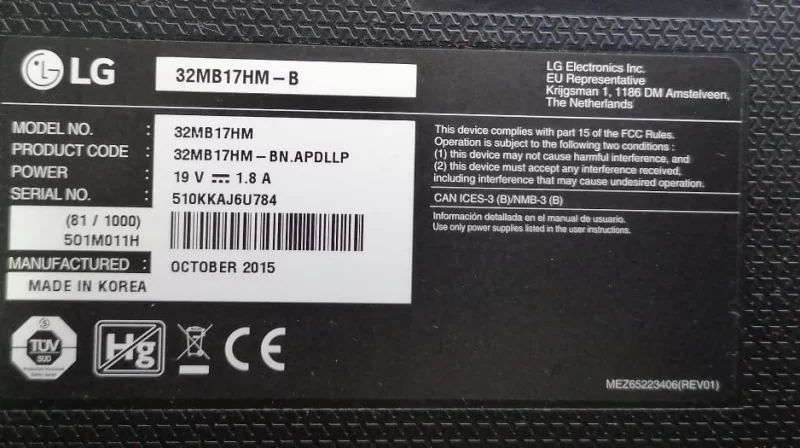 LG
32MB17HM-B
LG Electronics Inc.
EU Representative
Krijgsman 1, 1186 DM Amstelveen,
The Netherlands
MODEL NO. : 32MB17HM
PRODUCT CODE : 32MB17HM-BN.APDLLP
POWER : 19 V ⎓ 1.8 A
SERIAL NO. : 510KKAJ6U784
(81 / 1000)
501M011H
MANUFACTURED : OCTOBER 2015
MADE IN KOREA
This device complies with part 15 of the FCC Rules.
Operation is subject to the following two conditions :
(1) this device may not cause harmful interference, and
(2) this device must accept any interference received,
including interference that may cause undesired operation.
CAN ICES-3 (B)/NMB-3 (B)
Información detallada en el manual de usuario.
Use only power supplies listed in the user instructions.
TÜV
SÜD
Hg
CE
MEZ65223406(REV01)